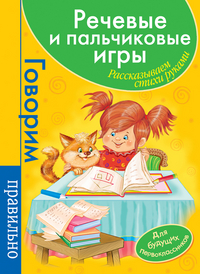 Речевые
и пальчиковые
игры
Рассказываем
стихи руками
Говорим
правильно
Для
будущих
первоклассников